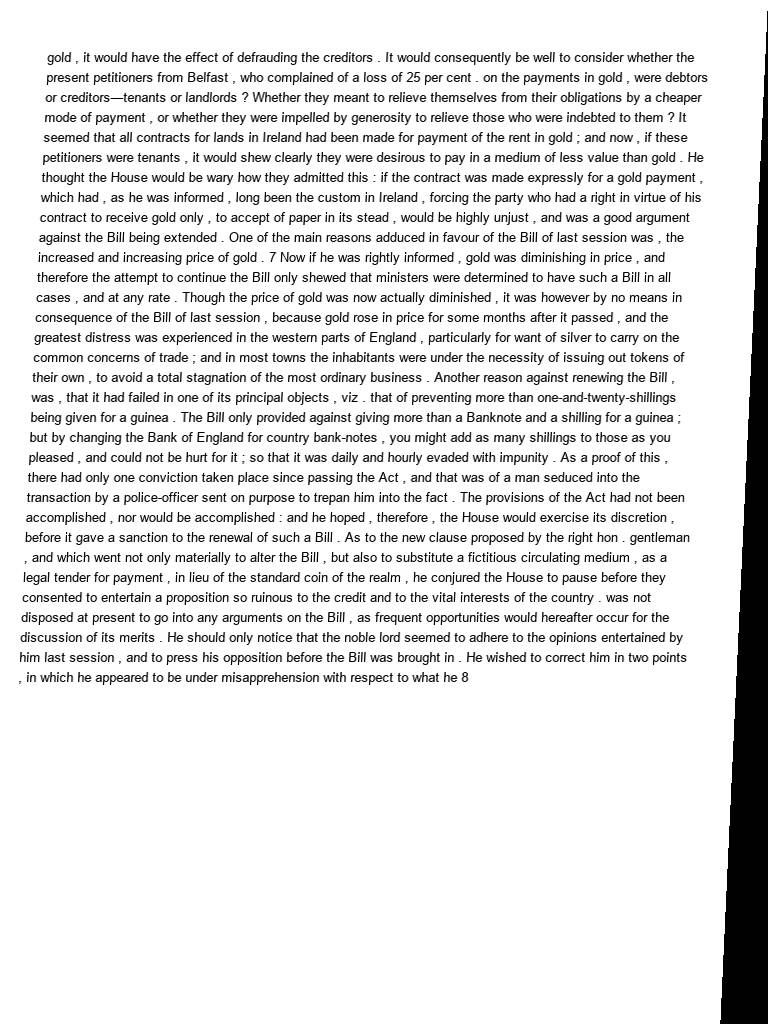 gold , it would have the effect of defrauding the creditors . It would consequently be well to consider whether the
present petitioners from Belfast , who complained of a loss of 25 per cent . on the payments in gold , were debtors
or creditors—tenants or landlords ? Whether they meant to relieve themselves from their obligations by a cheaper
mode of payment , or whether they were impelled by generosity to relieve those who were indebted to them ? It
seemed that all contracts for lands in Ireland had been made for payment of the rent in gold ; and now , if these
petitioners were tenants , it would shew clearly they were desirous to pay in a medium of less value than gold . He
thought the House would be wary how they admitted this : if the contract was made expressly for a gold payment ,
which had , as he was informed , long been the custom in Ireland , forcing the party who had a right in virtue of his
contract to receive gold only , to accept of paper in its stead , would be highly unjust , and was a good argument
against the Bill being extended . One of the main reasons adduced in favour of the Bill of last session was , the
increased and increasing price of gold . 7 Now if he was rightly informed , gold was diminishing in price , and
therefore the attempt to continue the Bill only shewed that ministers were determined to have such a Bill in all
cases , and at any rate . Though the price of gold was now actually diminished , it was however by no means in
consequence of the Bill of last session , because gold rose in price for some months after it passed , and the
greatest distress was experienced in the western parts of England , particularly for want of silver to carry on the
common concerns of trade ; and in most towns the inhabitants were under the necessity of issuing out tokens of
their own , to avoid a total stagnation of the most ordinary business . Another reason against renewing the Bill ,
was , that it had failed in one of its principal objects , viz . that of preventing more than one-and-twenty-shillings
being given for a guinea . The Bill only provided against giving more than a Banknote and a shilling for a guinea ;
but by changing the Bank of England for country bank-notes , you might add as many shillings to those as you
pleased , and could not be hurt for it ; so that it was daily and hourly evaded with impunity . As a proof of this ,
there had only one conviction taken place since passing the Act , and that was of a man seduced into the
transaction by a police-officer sent on purpose to trepan him into the fact . The provisions of the Act had not been
accomplished , nor would be accomplished : and he hoped , therefore , the House would exercise its discretion ,
before it gave a sanction to the renewal of such a Bill . As to the new clause proposed by the right hon . gentleman
, and which went not only materially to alter the Bill , but also to substitute a fictitious circulating medium , as a
legal tender for payment , in lieu of the standard coin of the realm , he conjured the House to pause before they
consented to entertain a proposition so ruinous to the credit and to the vital interests of the country . was not
disposed at present to go into any arguments on the Bill , as frequent opportunities would hereafter occur for the
discussion of its merits . He should only notice that the noble lord seemed to adhere to the opinions entertained by
him last session , and to press his opposition before the Bill was brought in . He wished to correct him in two points
, in which he appeared to be under misapprehension with respect to what he 8